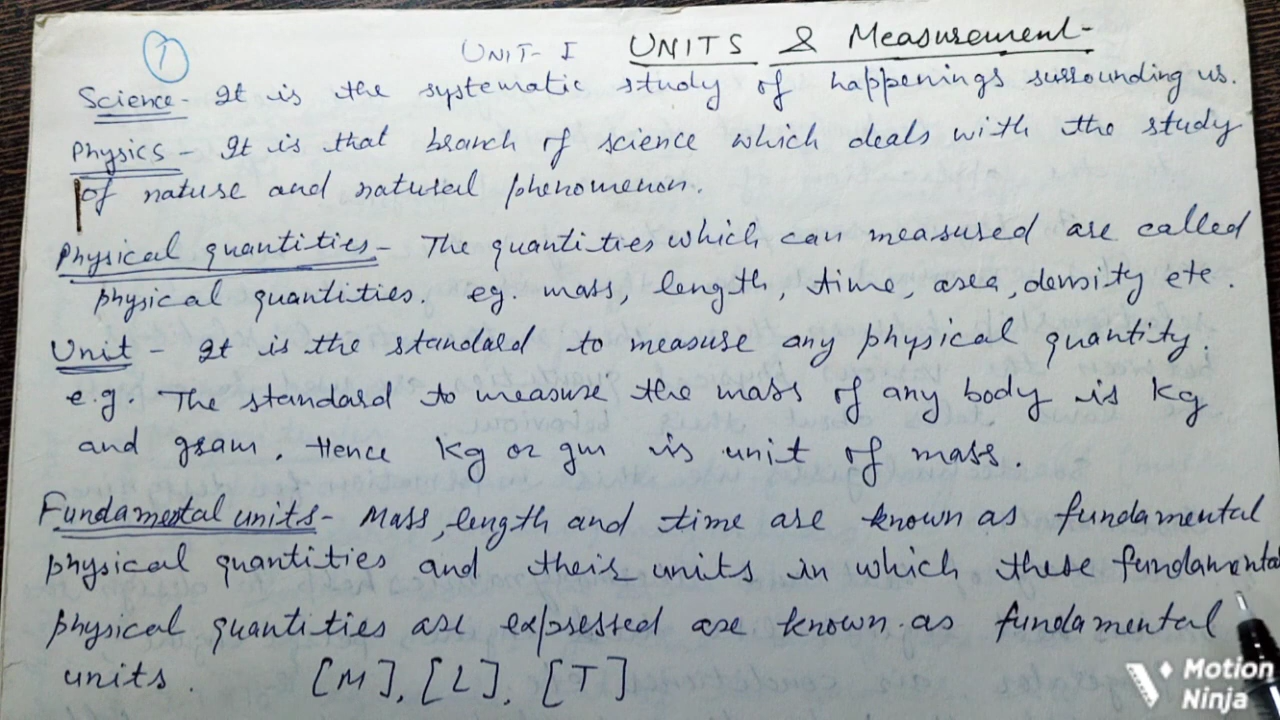 1
UNIT-I UNITS & Measurement-
Science- It is the systematic study of happenings surrounding us.
Physics - It is that branch of science which deals with the study
of nature and natural phenomenon.
Physical quantities - The quantities which can measured are called
physical quantities. eg. mass, length, time, area, density etc.
Unit - It is the standard to measure any physical quantity.
e.g. The standard to measure the mass of any body is kg
and gram. Hence kg or gm is unit of mass.
Fundamental units- Mass, length and time are known as fundamental
physical quantities and their units in which these fundamental
physical quantities are expressed are known as fundamental
units. [M], [L], [T]
Motion
Ninja